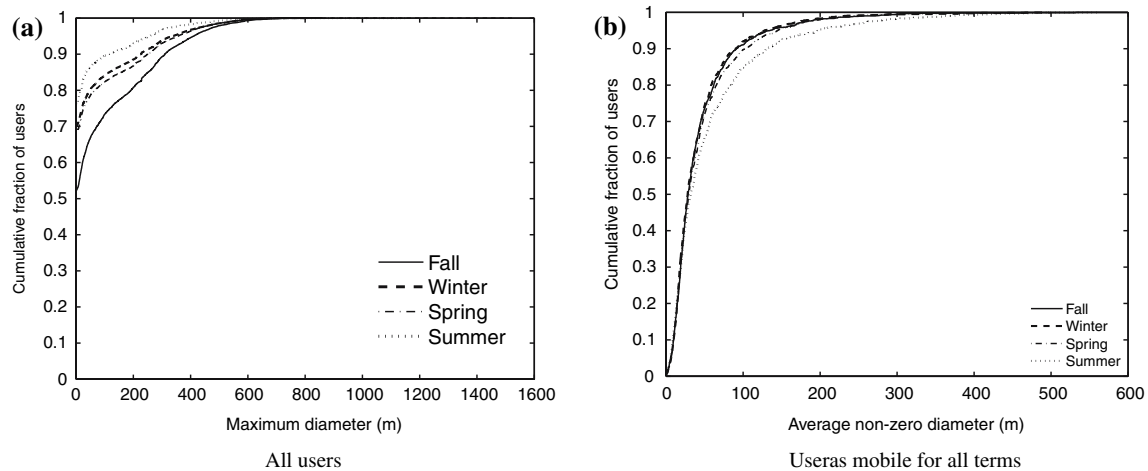 (a)
1
0.9
0.8
0.7
0.6
0.5
0.4
0.3
0.2
0.1
0
Cumulative fraction of users
Fall
Winter
Spring
Summer
0 200 400 600 800 1000 1200 1400 1600
Maximum diameter (m)
All users
(b)
1
0.9
0.8
0.7
0.6
0.5
0.4
0.3
0.2
0.1
0
Cumulative fraction of users
Fall
Winter
Spring
Summer
0 100 200 300 400 500 600
Average non-zero diameter (m)
Useras mobile for all terms